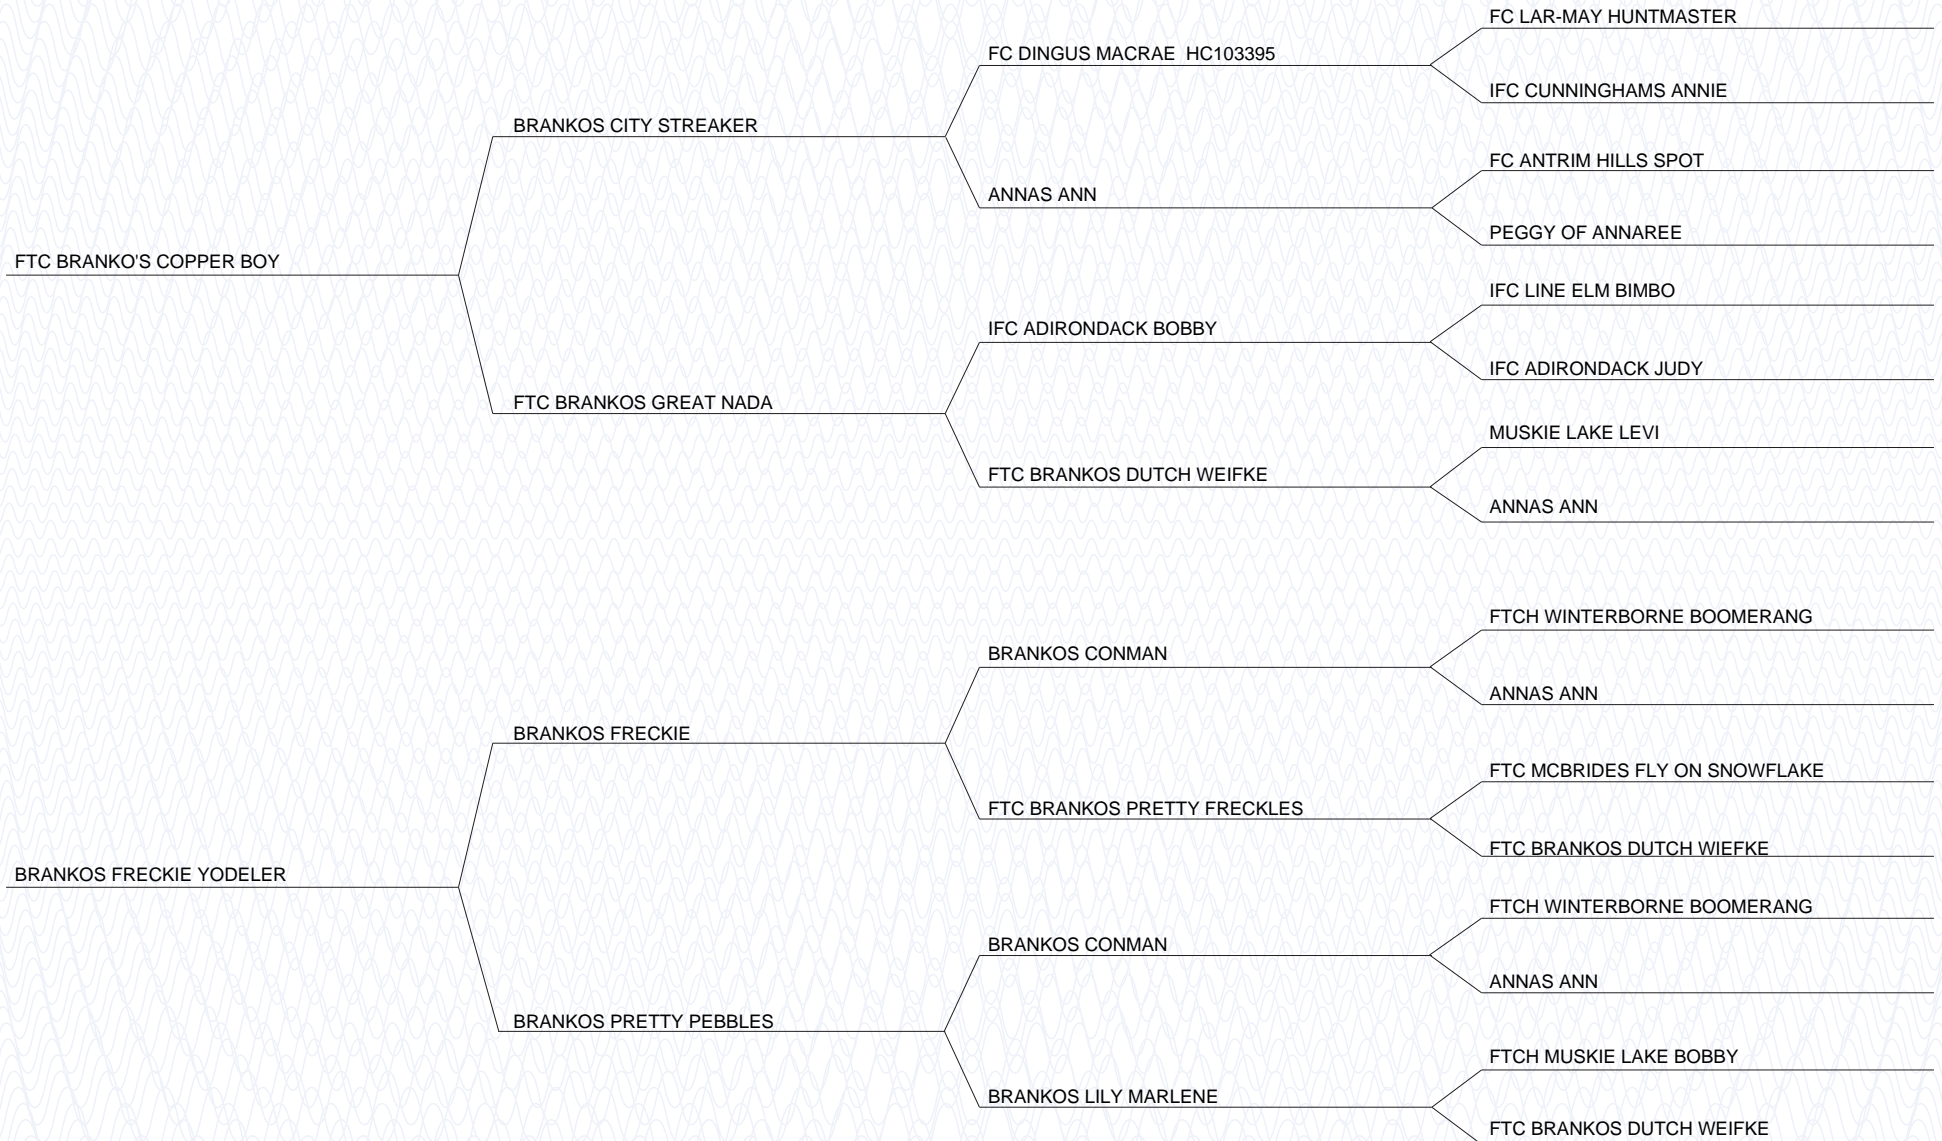 FC LAR-MAY HUNTMASTER
FC DINGUS MACRAE  HC103395
IFC CUNNINGHAMS ANNIE
BRANKOS CITY STREAKER
FC ANTRIM HILLS SPOT
ANNAS ANN
PEGGY OF ANNAREE
FTC BRANKO'S COPPER BOY
IFC LINE ELM BIMBO
IFC ADIRONDACK BOBBY
IFC ADIRONDACK JUDY
FTC BRANKOS GREAT NADA
MUSKIE LAKE LEVI
FTC BRANKOS DUTCH WEIFKE
ANNAS ANN
FTCH WINTERBORNE BOOMERANG
BRANKOS CONMAN
ANNAS ANN
BRANKOS FRECKIE
FTC MCBRIDES FLY ON SNOWFLAKE
FTC BRANKOS PRETTY FRECKLES
FTC BRANKOS DUTCH WIEFKE
BRANKOS FRECKIE YODELER
FTCH WINTERBORNE BOOMERANG
BRANKOS CONMAN
ANNAS ANN
BRANKOS PRETTY PEBBLES
FTCH MUSKIE LAKE BOBBY
BRANKOS LILY MARLENE
FTC BRANKOS DUTCH WEIFKE